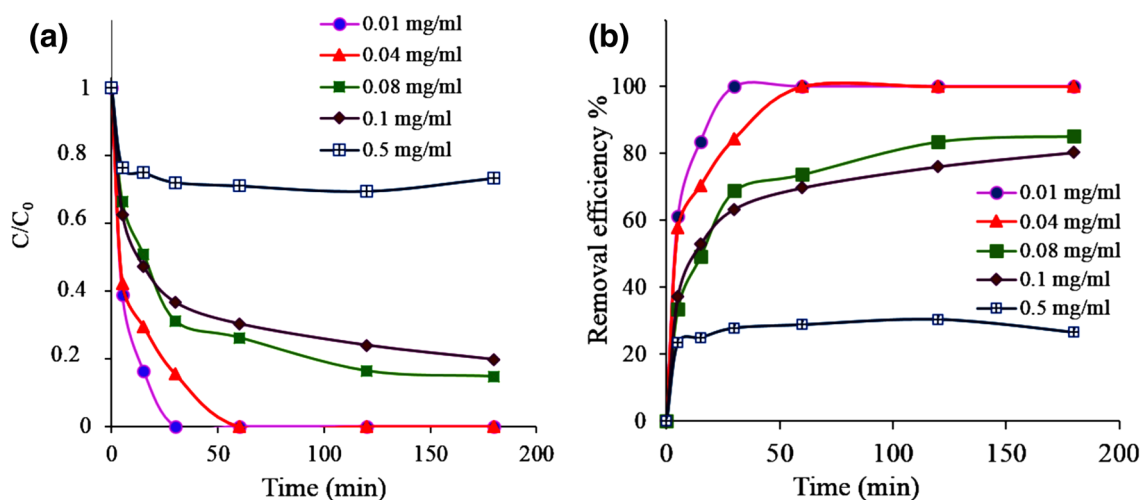 (a)
0.01 mg/ml
0.04 mg/ml
0.08 mg/ml
0.1 mg/ml
0.5 mg/ml
1
0.8
0.6
0.4
0.2
0
C/C0
0 50 100 150 200
Time (min)
(b)
120
100
80
60
40
20
0
Removal efficiency %
0.01 mg/ml
0.04 mg/ml
0.08 mg/ml
0.1 mg/ml
0.5 mg/ml
0 50 100 150 200
Time (min)